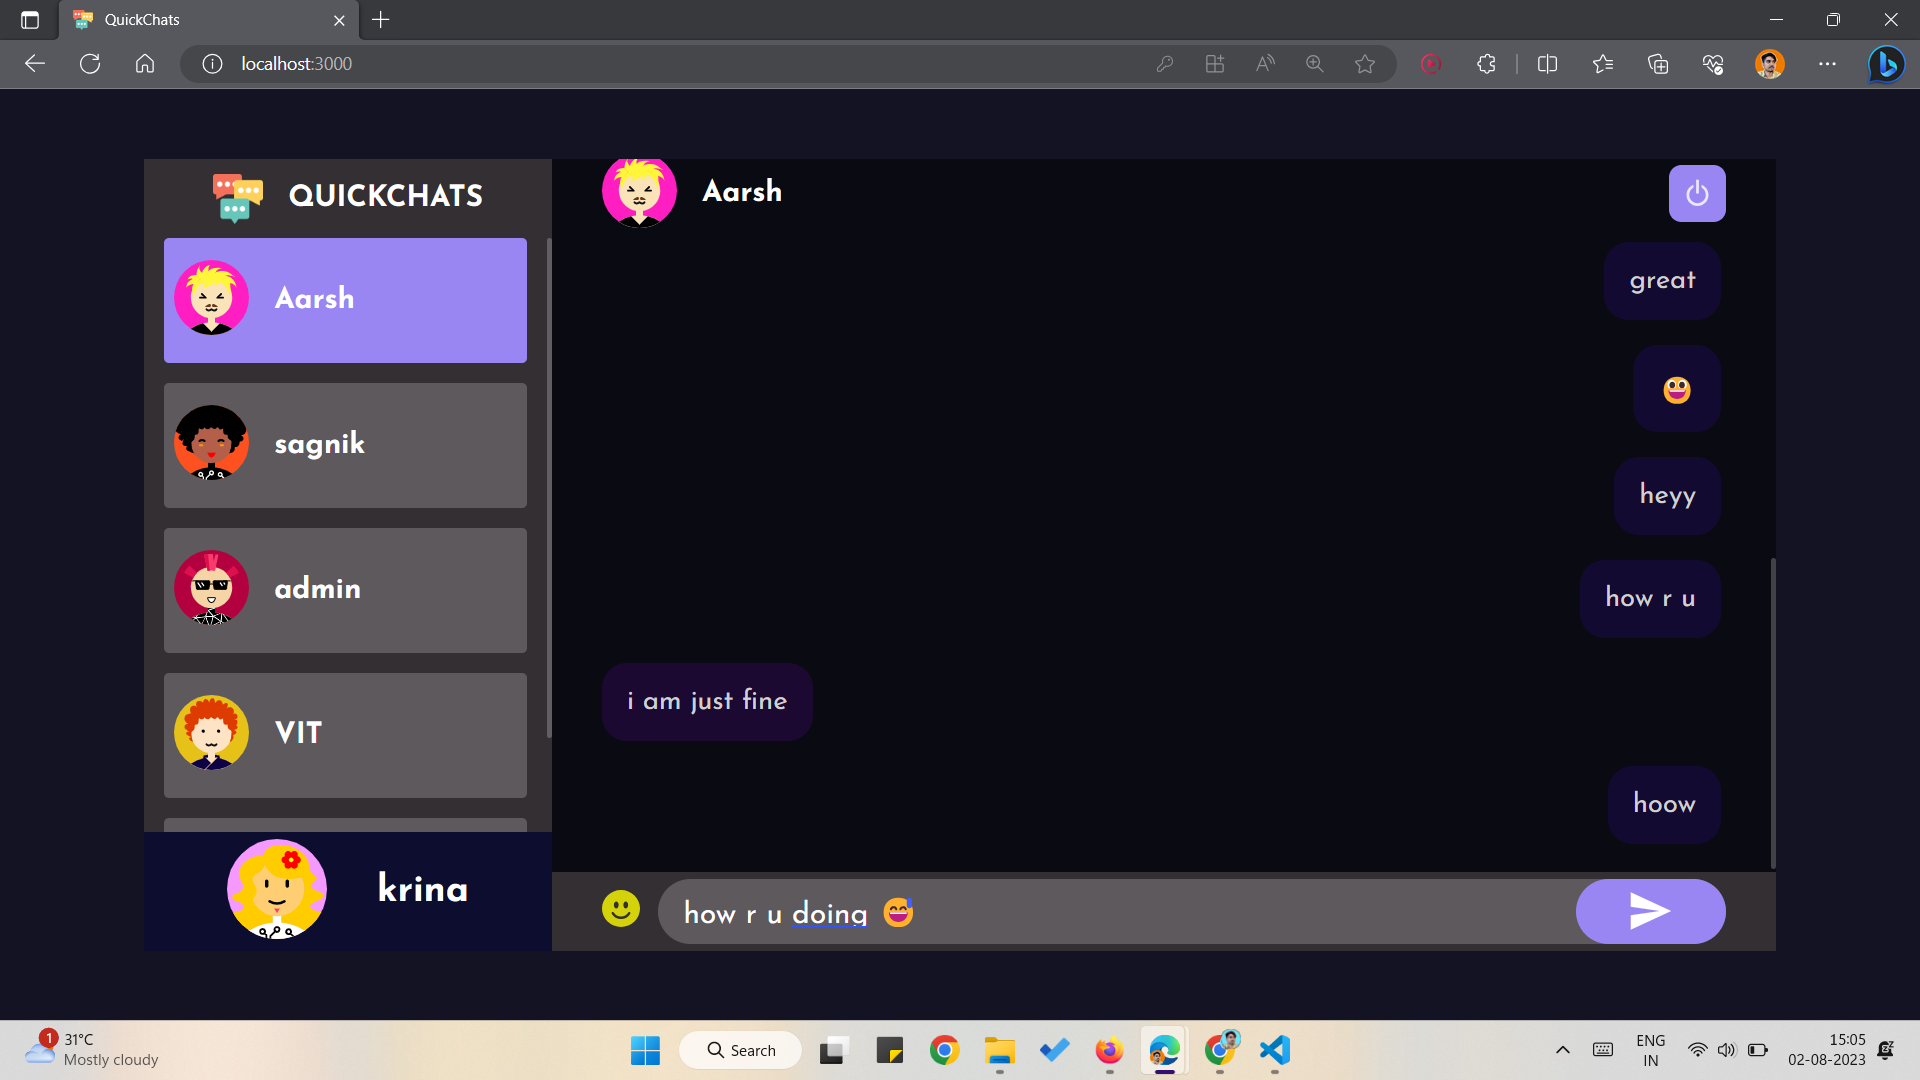 QuickChats
localhost:3000
QUICKCHATS
Aarsh
sagnik
admin
VIT
krina
Aarsh
great
heyy
how r u
i am just fine
hoow
how r u doing 😅
1
31°C
Mostly cloudy
Search
ENG
IN
15:05
02-08-2023